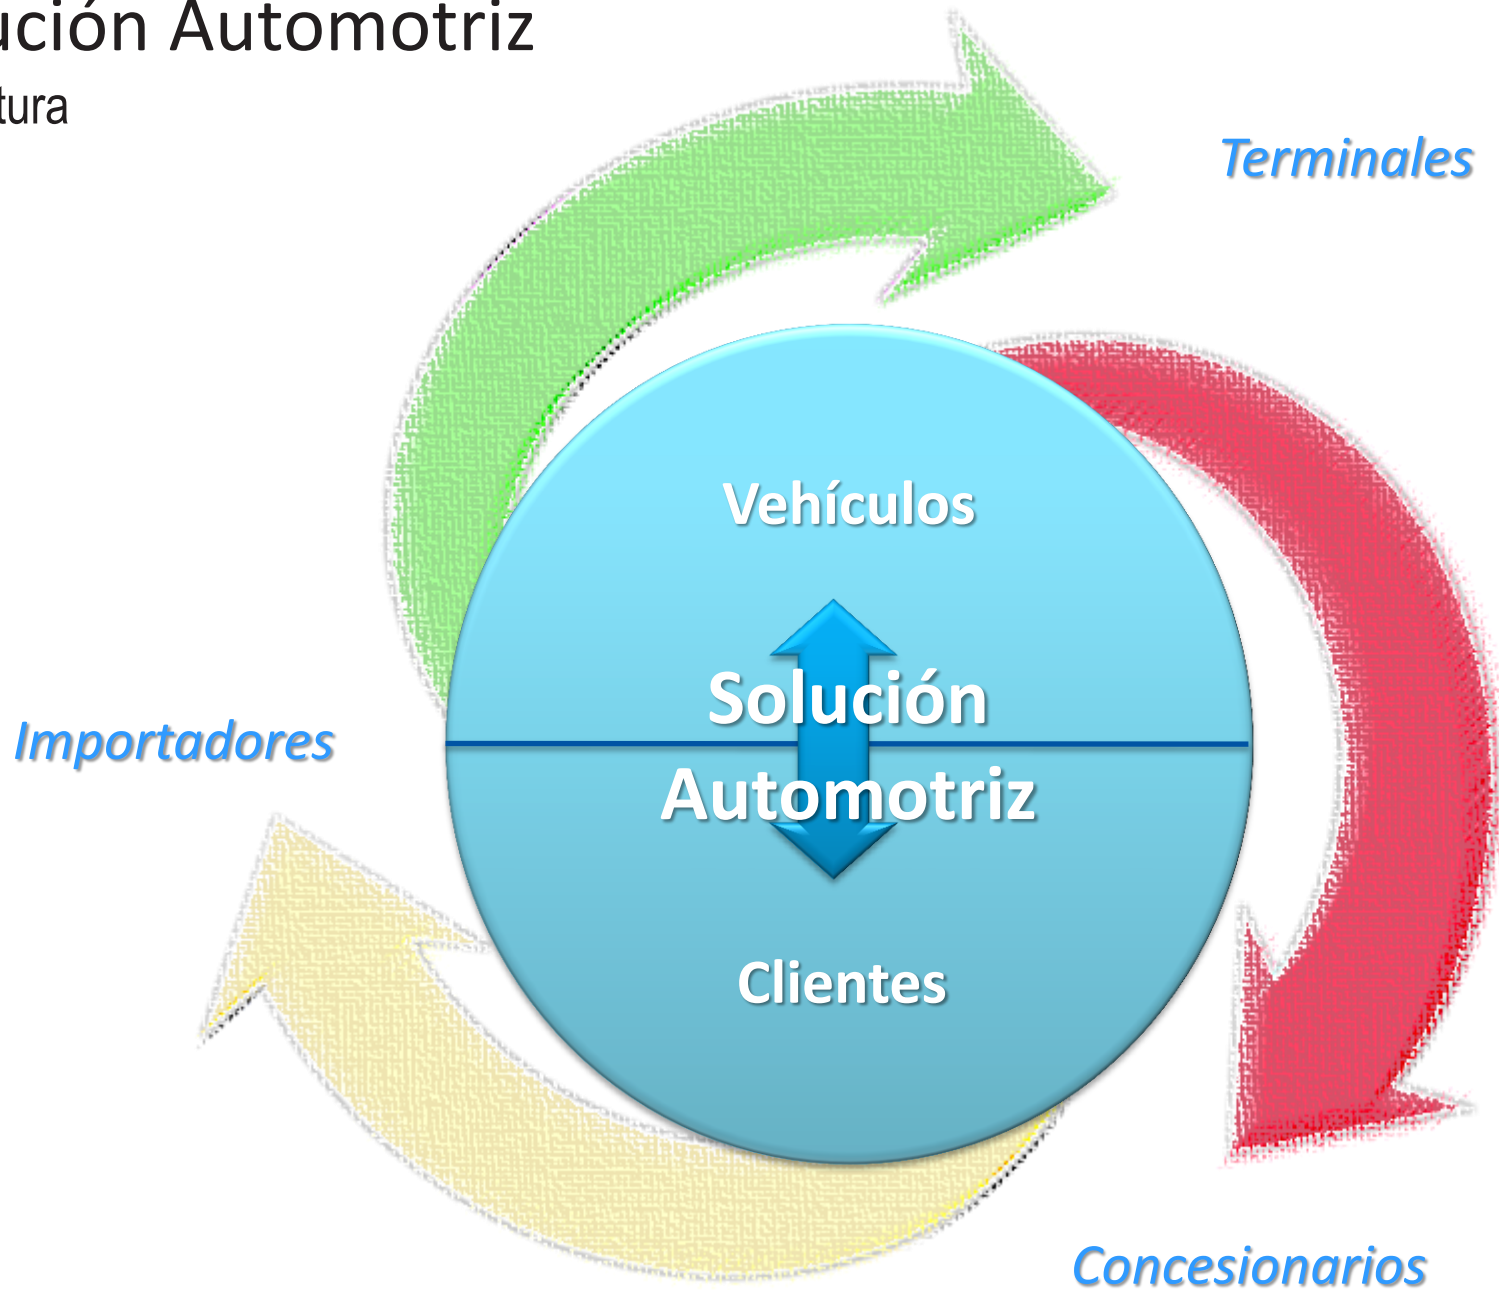 ución Automotriz
tura
Terminales
Vehículos
Solución
Importadores
Automotriz
Clientes
Concesionarios